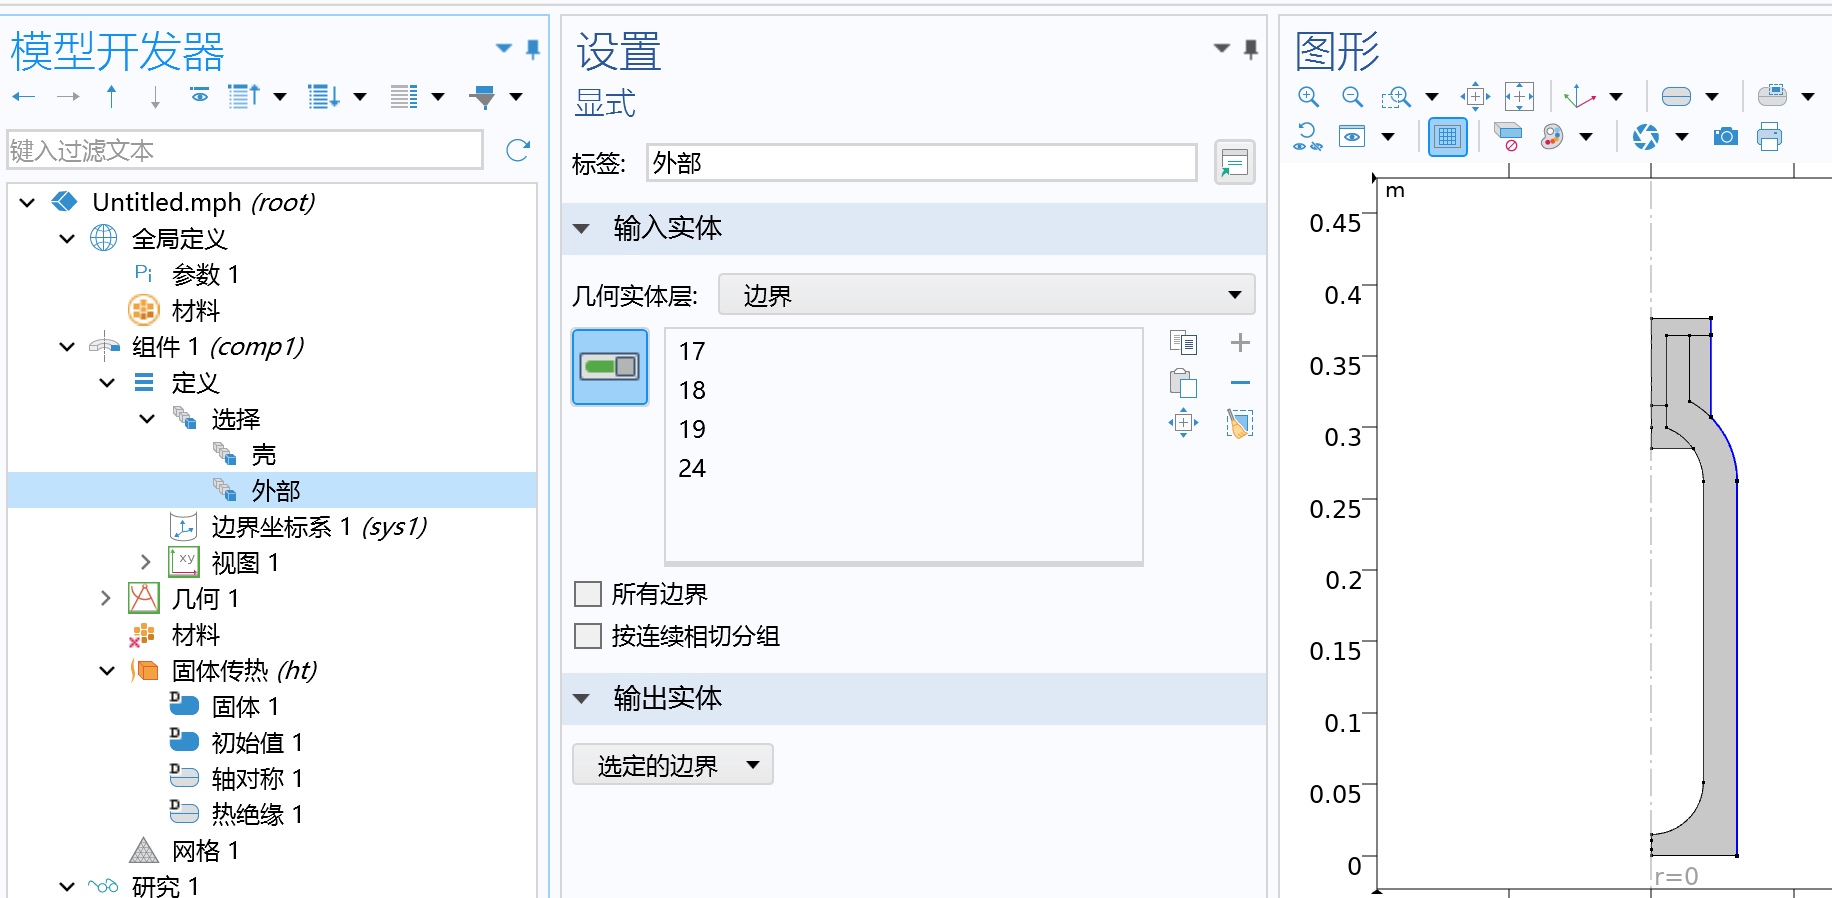 模型开发器
键入过滤文本
Untitled.mph (root)
全局定义
Pi 参数 1
材料
组件 1 (comp1)
定义
选择
壳
外部
边界坐标系 1 (sys1)
xy 视图 1
几何 1
材料
固体传热 (ht)
D 固体 1
D 初始值 1
D 轴对称 1
D 热绝缘 1
网格 1
研究 1
设置
显式
标签: 外部
输入实体
几何实体层: 边界
17
18
19
24
所有边界
按连续相切分组
输出实体
选定的边界
图形
m
0.45
0.4
0.35
0.3
0.25
0.2
0.15
0.1
0.05
0
r=0